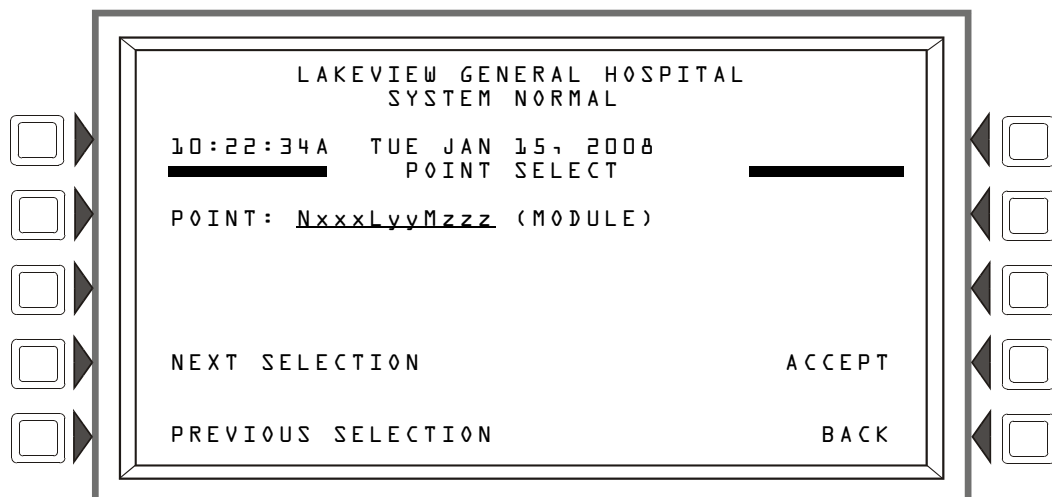 LAKEVIEW GENERAL HOSPITAL
SYSTEM NORMAL
10:22:34A TUE JAN 15, 2008
POINT SELECT
POINT: NxxxLyyMzzz (MODULE)
NEXT SELECTION ACCEPT
PREVIOUS SELECTION BACK